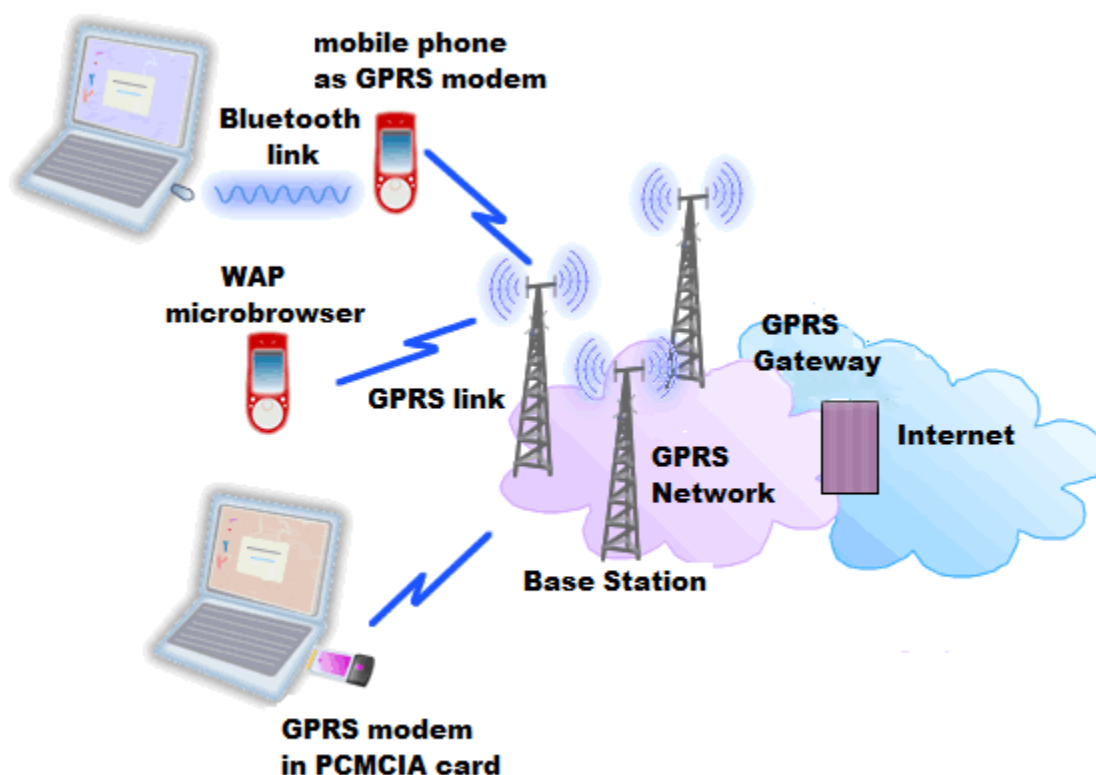 mobile phone
as GPRS modem
Bluetooth
link
WAP
microbrowser
GPRS link
GPRS
Gateway
Internet
GPRS
Network
Base Station
GPRS modem
in PCMCIA card